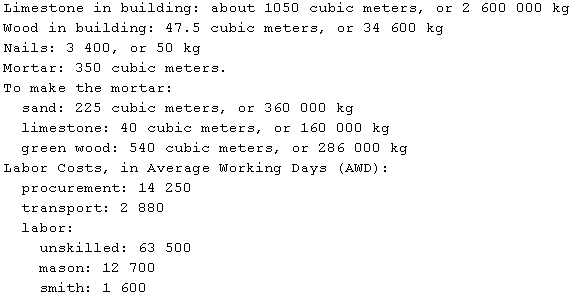 Limestone in building: about 1050 cubic meters, or 2 600 000 kg
Wood in building: 47.5 cubic meters, or 34 600 kg
Nails: 3 400, or 50 kg
Mortar: 350 cubic meters.
To make the mortar:
sand: 225 cubic meters, or 360 000 kg
limestone: 40 cubic meters, or 160 000 kg
green wood: 540 cubic meters, or 286 000 kg
Labor Costs, in Average Working Days (AWD):
procurement: 14 250
transport: 2 880
labor:
unskilled: 63 500
mason: 12 700
smith: 1 600